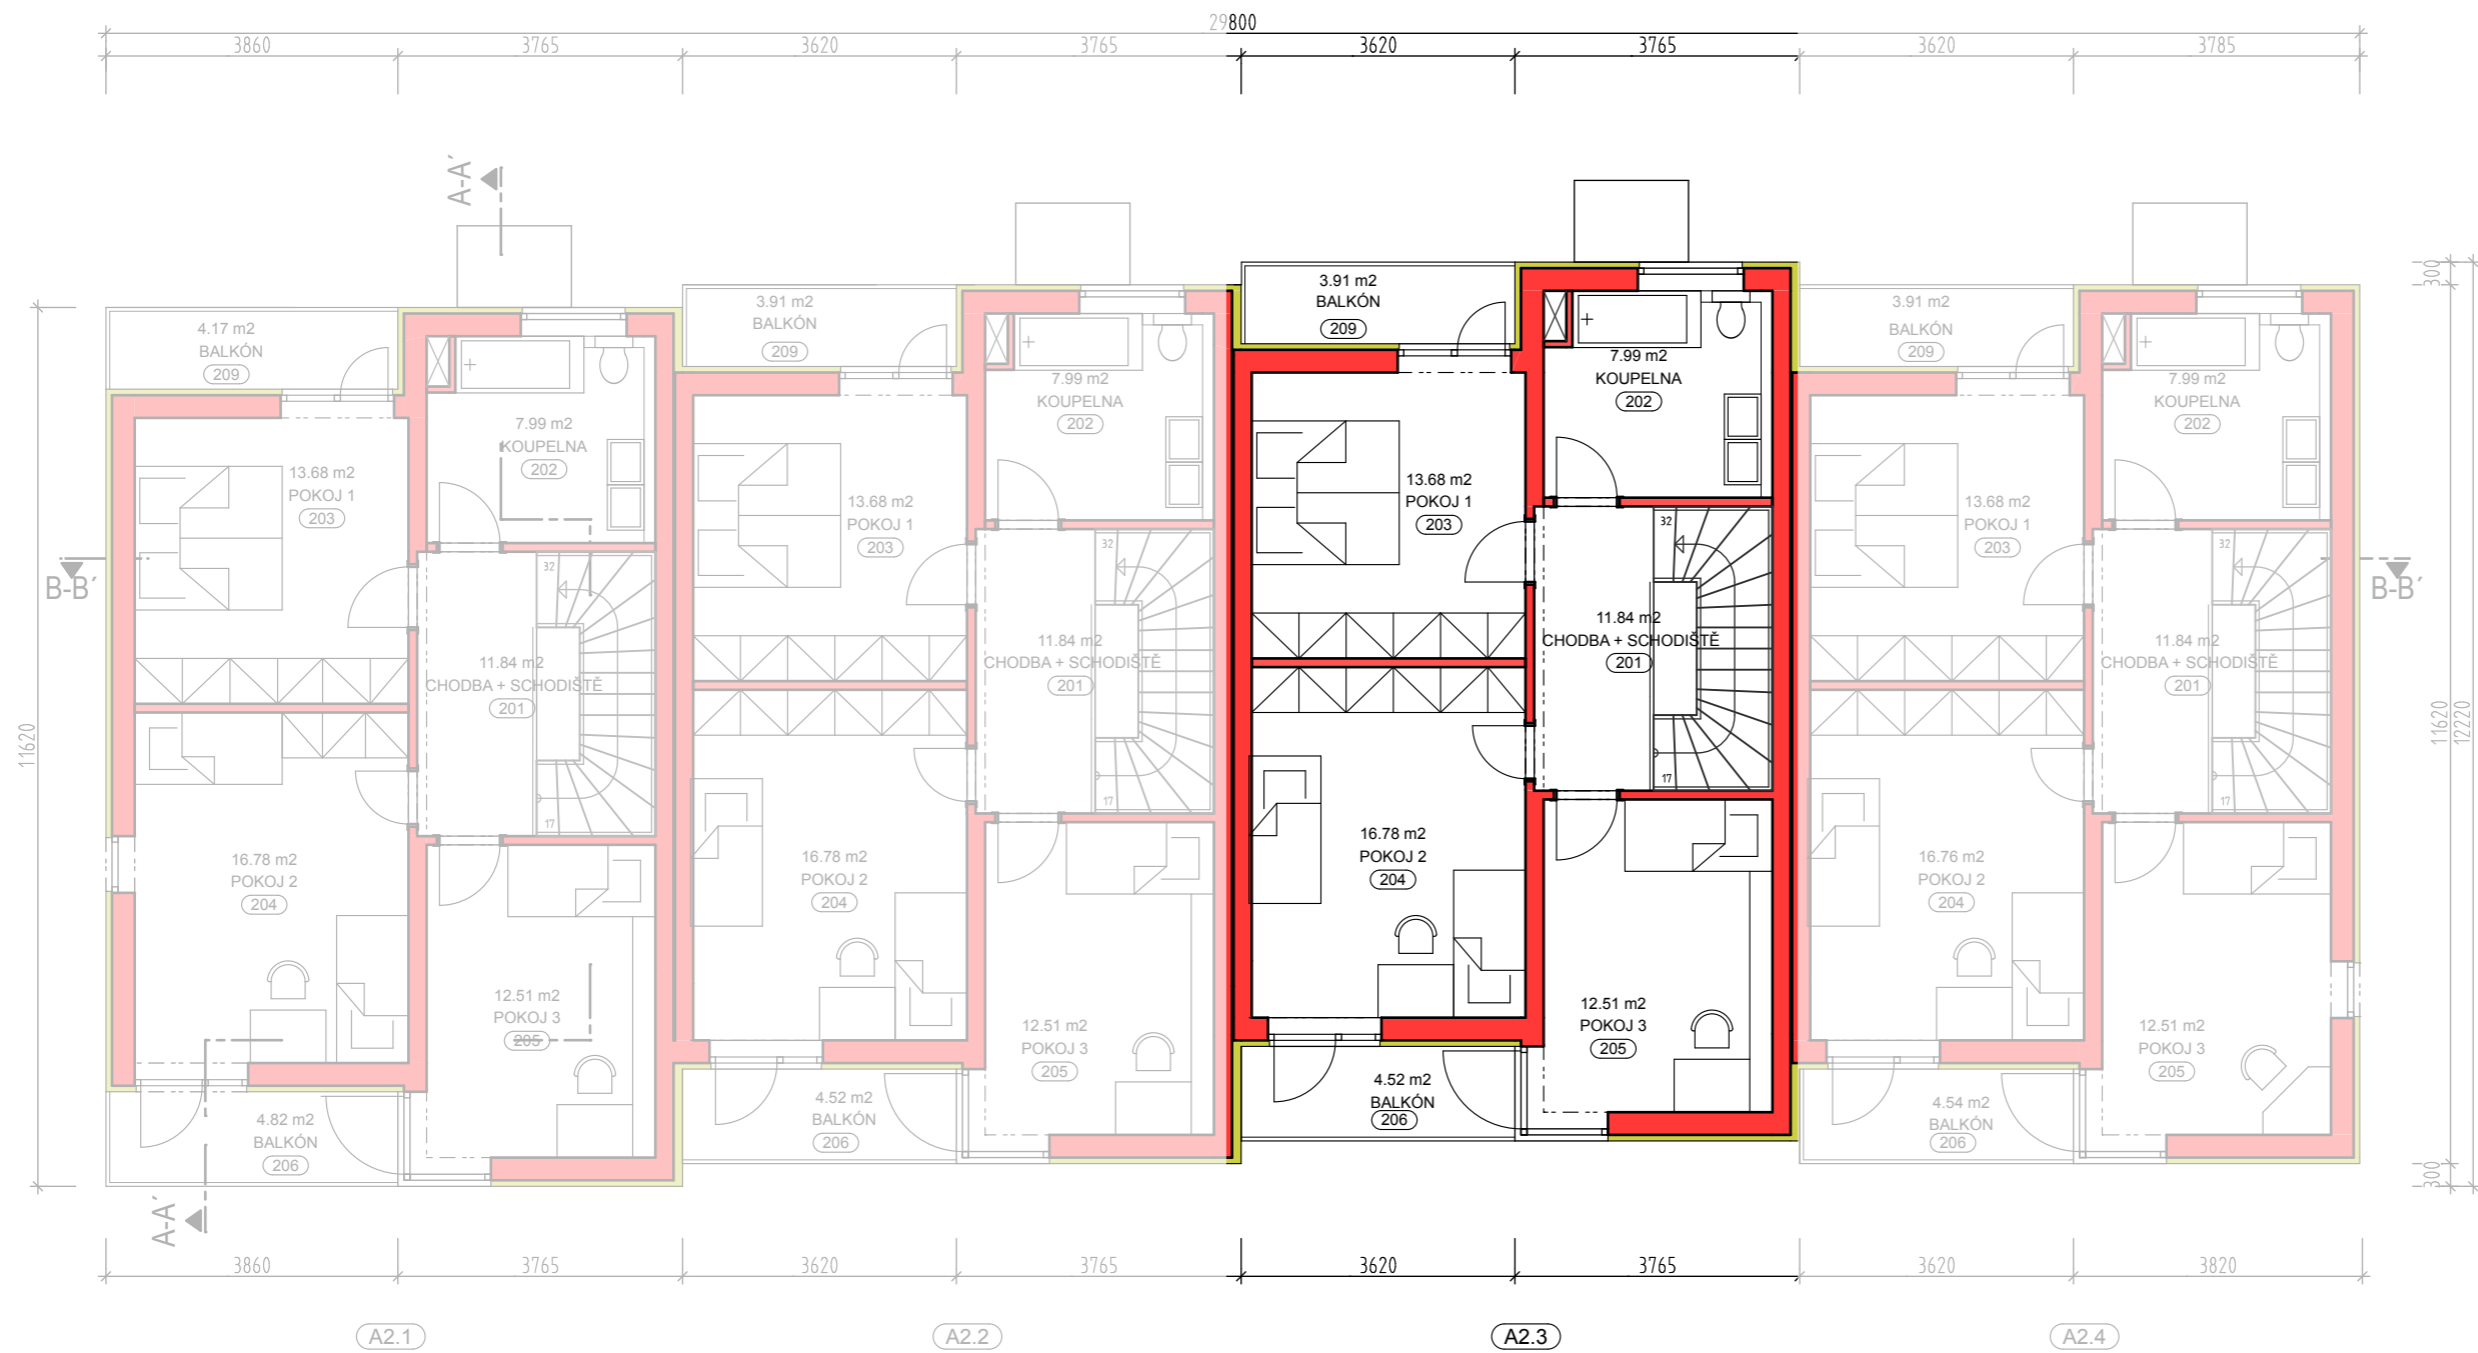 29800
3860
3765
3620
3765
3620
3765
3620
3785
A-A´
4.17 m2
BALKÓN
209
13.68 m2
POKOJ 1
203
7.99 m2
KOUPELNA
202
32
11.84 m2
CHODBA + SCHODIŠTĚ
201
17
16.78 m2
POKOJ 2
204
12.51 m2
POKOJ 3
205
4.82 m2
BALKÓN
206
A-A´
B-B´
11620
3.91 m2
BALKÓN
209
13.68 m2
POKOJ 1
203
7.99 m2
KOUPELNA
202
32
11.84 m2
CHODBA + SCHODIŠTĚ
201
17
16.78 m2
POKOJ 2
204
12.51 m2
POKOJ 3
205
4.52 m2
BALKÓN
206
3.91 m2
BALKÓN
209
13.68 m2
POKOJ 1
203
7.99 m2
KOUPELNA
202
32
11.84 m2
CHODBA + SCHODIŠTĚ
201
17
16.78 m2
POKOJ 2
204
12.51 m2
POKOJ 3
205
4.52 m2
BALKÓN
206
3.91 m2
BALKÓN
209
13.68 m2
POKOJ 1
203
7.99 m2
KOUPELNA
202
32
11.84 m2
CHODBA + SCHODIŠTĚ
201
17
16.76 m2
POKOJ 2
204
12.51 m2
POKOJ 3
205
4.54 m2
BALKÓN
206
B-B´
300
11620
12220
300
3860
3765
3620
3765
3620
3765
3620
3820
A2.1
A2.2
A2.3
A2.4